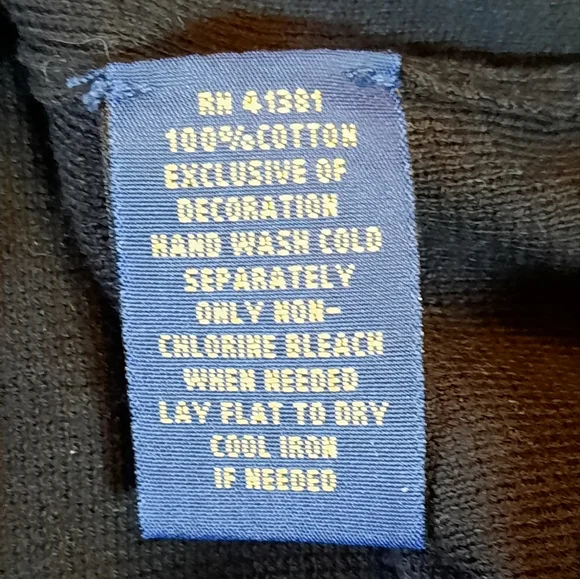 RN 41381
100%COTTON
EXCLUSIVE OF
DECORATION
HAND WASH COLD
SEPARATELY
ONLY NON-
CHLORINE BLEACH
WHEN NEEDED
LAY FLAT TO DRY
COOL IRON
IF NEEDED